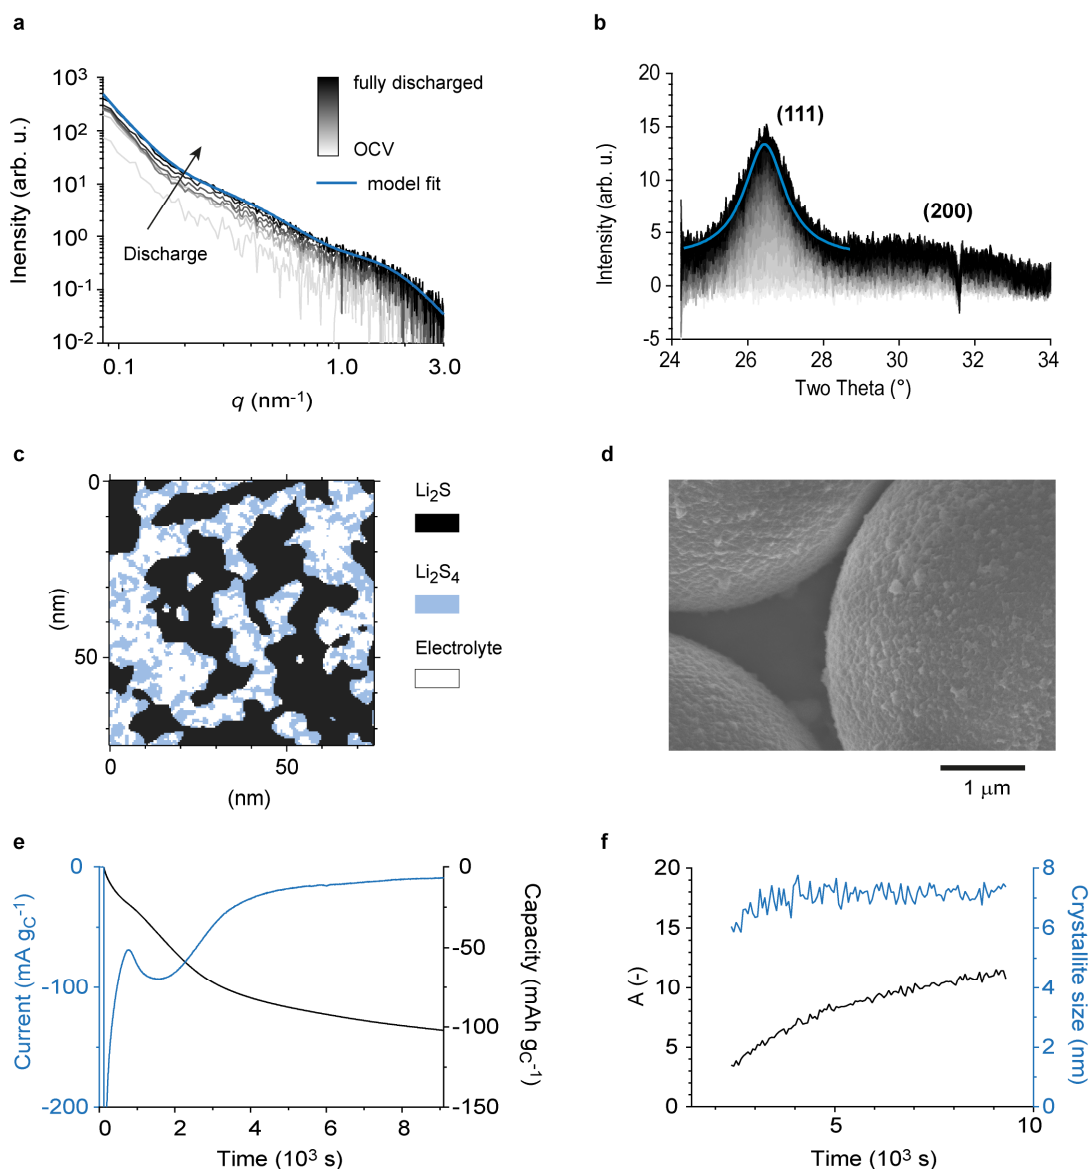 a
10³
10²
10¹
10⁰
10⁻¹
10⁻²
Inensity (arb. u.)
0.1
1.0
3.0
q (nm⁻¹)
fully discharged
OCV
model fit
Discharge
b
20
15
10
5
0
-5
Intensity (arb. u.)
(111)
(200)
24
26
28
30
32
34
Two Theta (°)
c
0
50
(nm)
0
50
(nm)
Li₂S
Li₂S₄
Electrolyte
d
1 μm
e
0
-100
-200
Current (mA g_C⁻¹)
0
-50
-100
-150
Capacity (mAh g_C⁻¹)
0
2
4
6
8
Time (10³ s)
f
20
15
10
5
0
A (-)
8
6
4
2
0
Crystallite size (nm)
5
10
Time (10³ s)